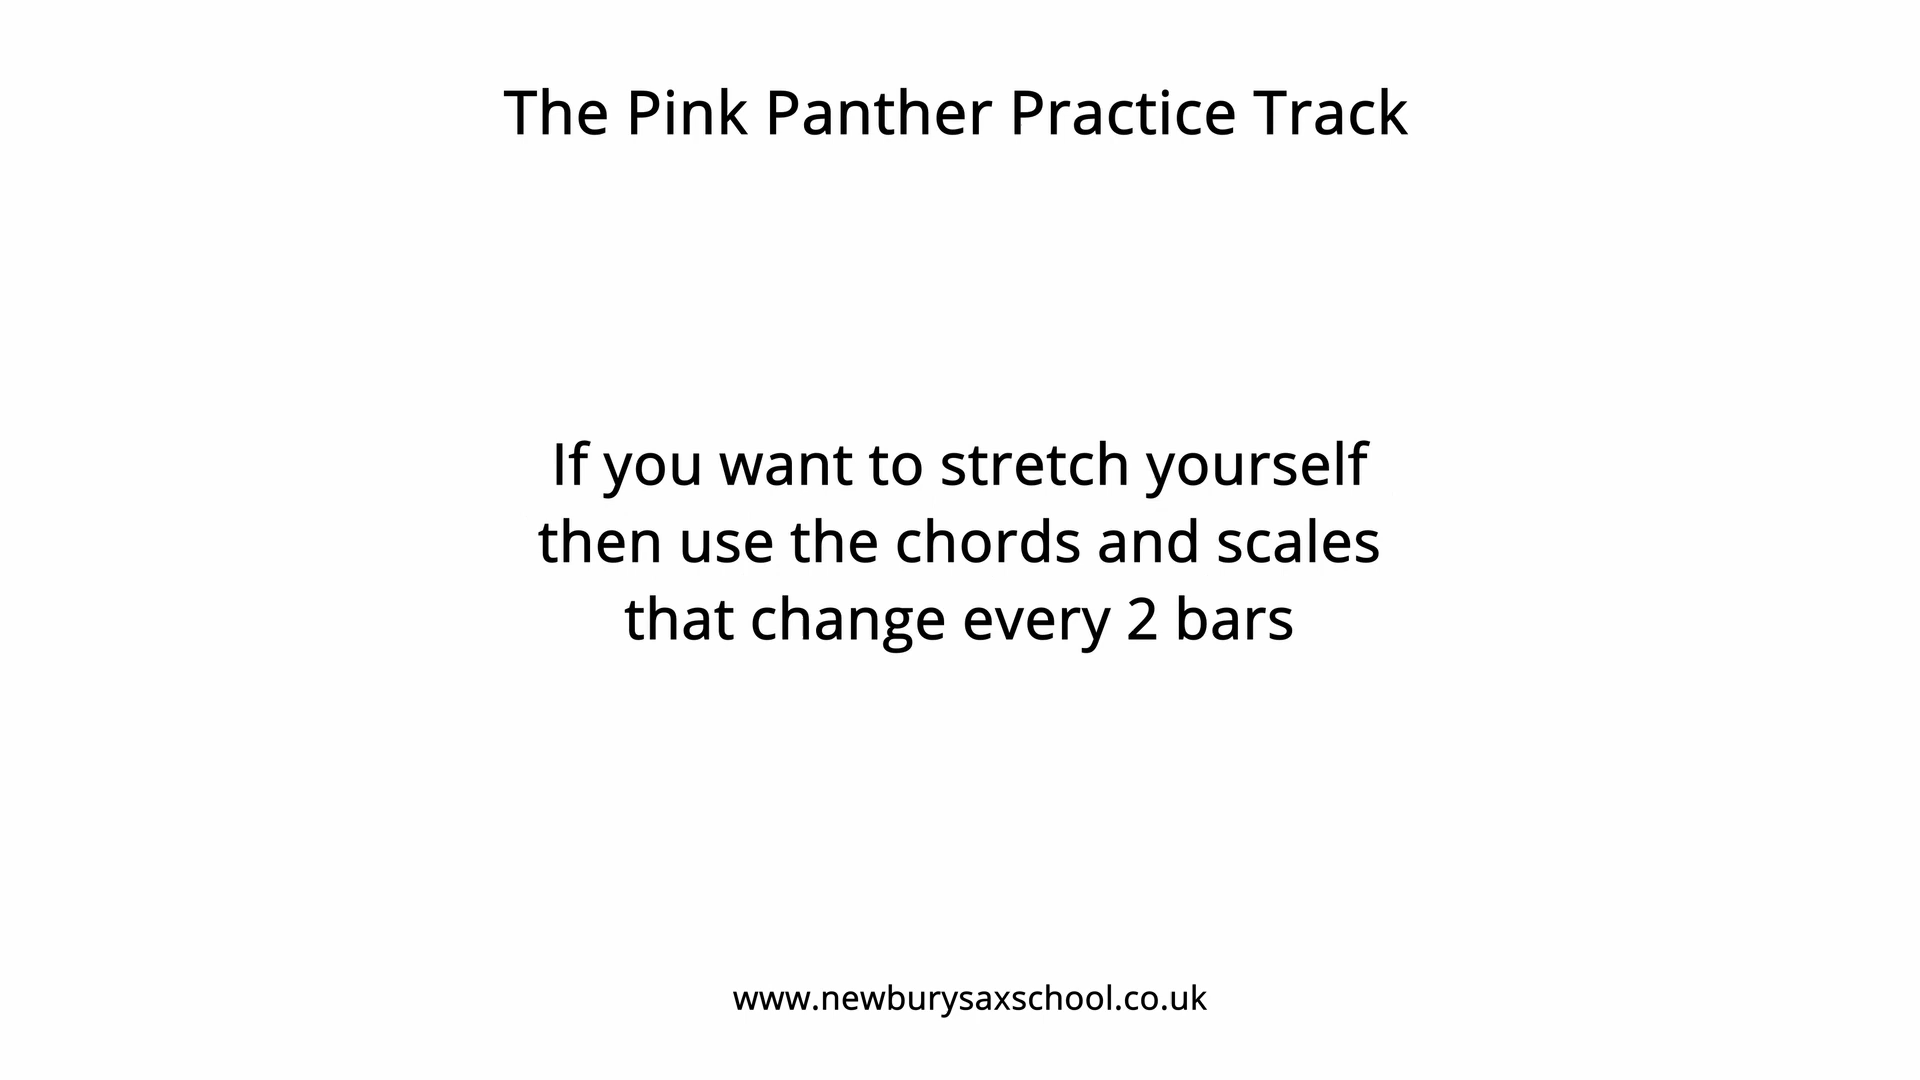 The Pink Panther Practice Track
If you want to stretch yourself
then use the chords and scales
that change every 2 bars
www.newburysaxschool.co.uk